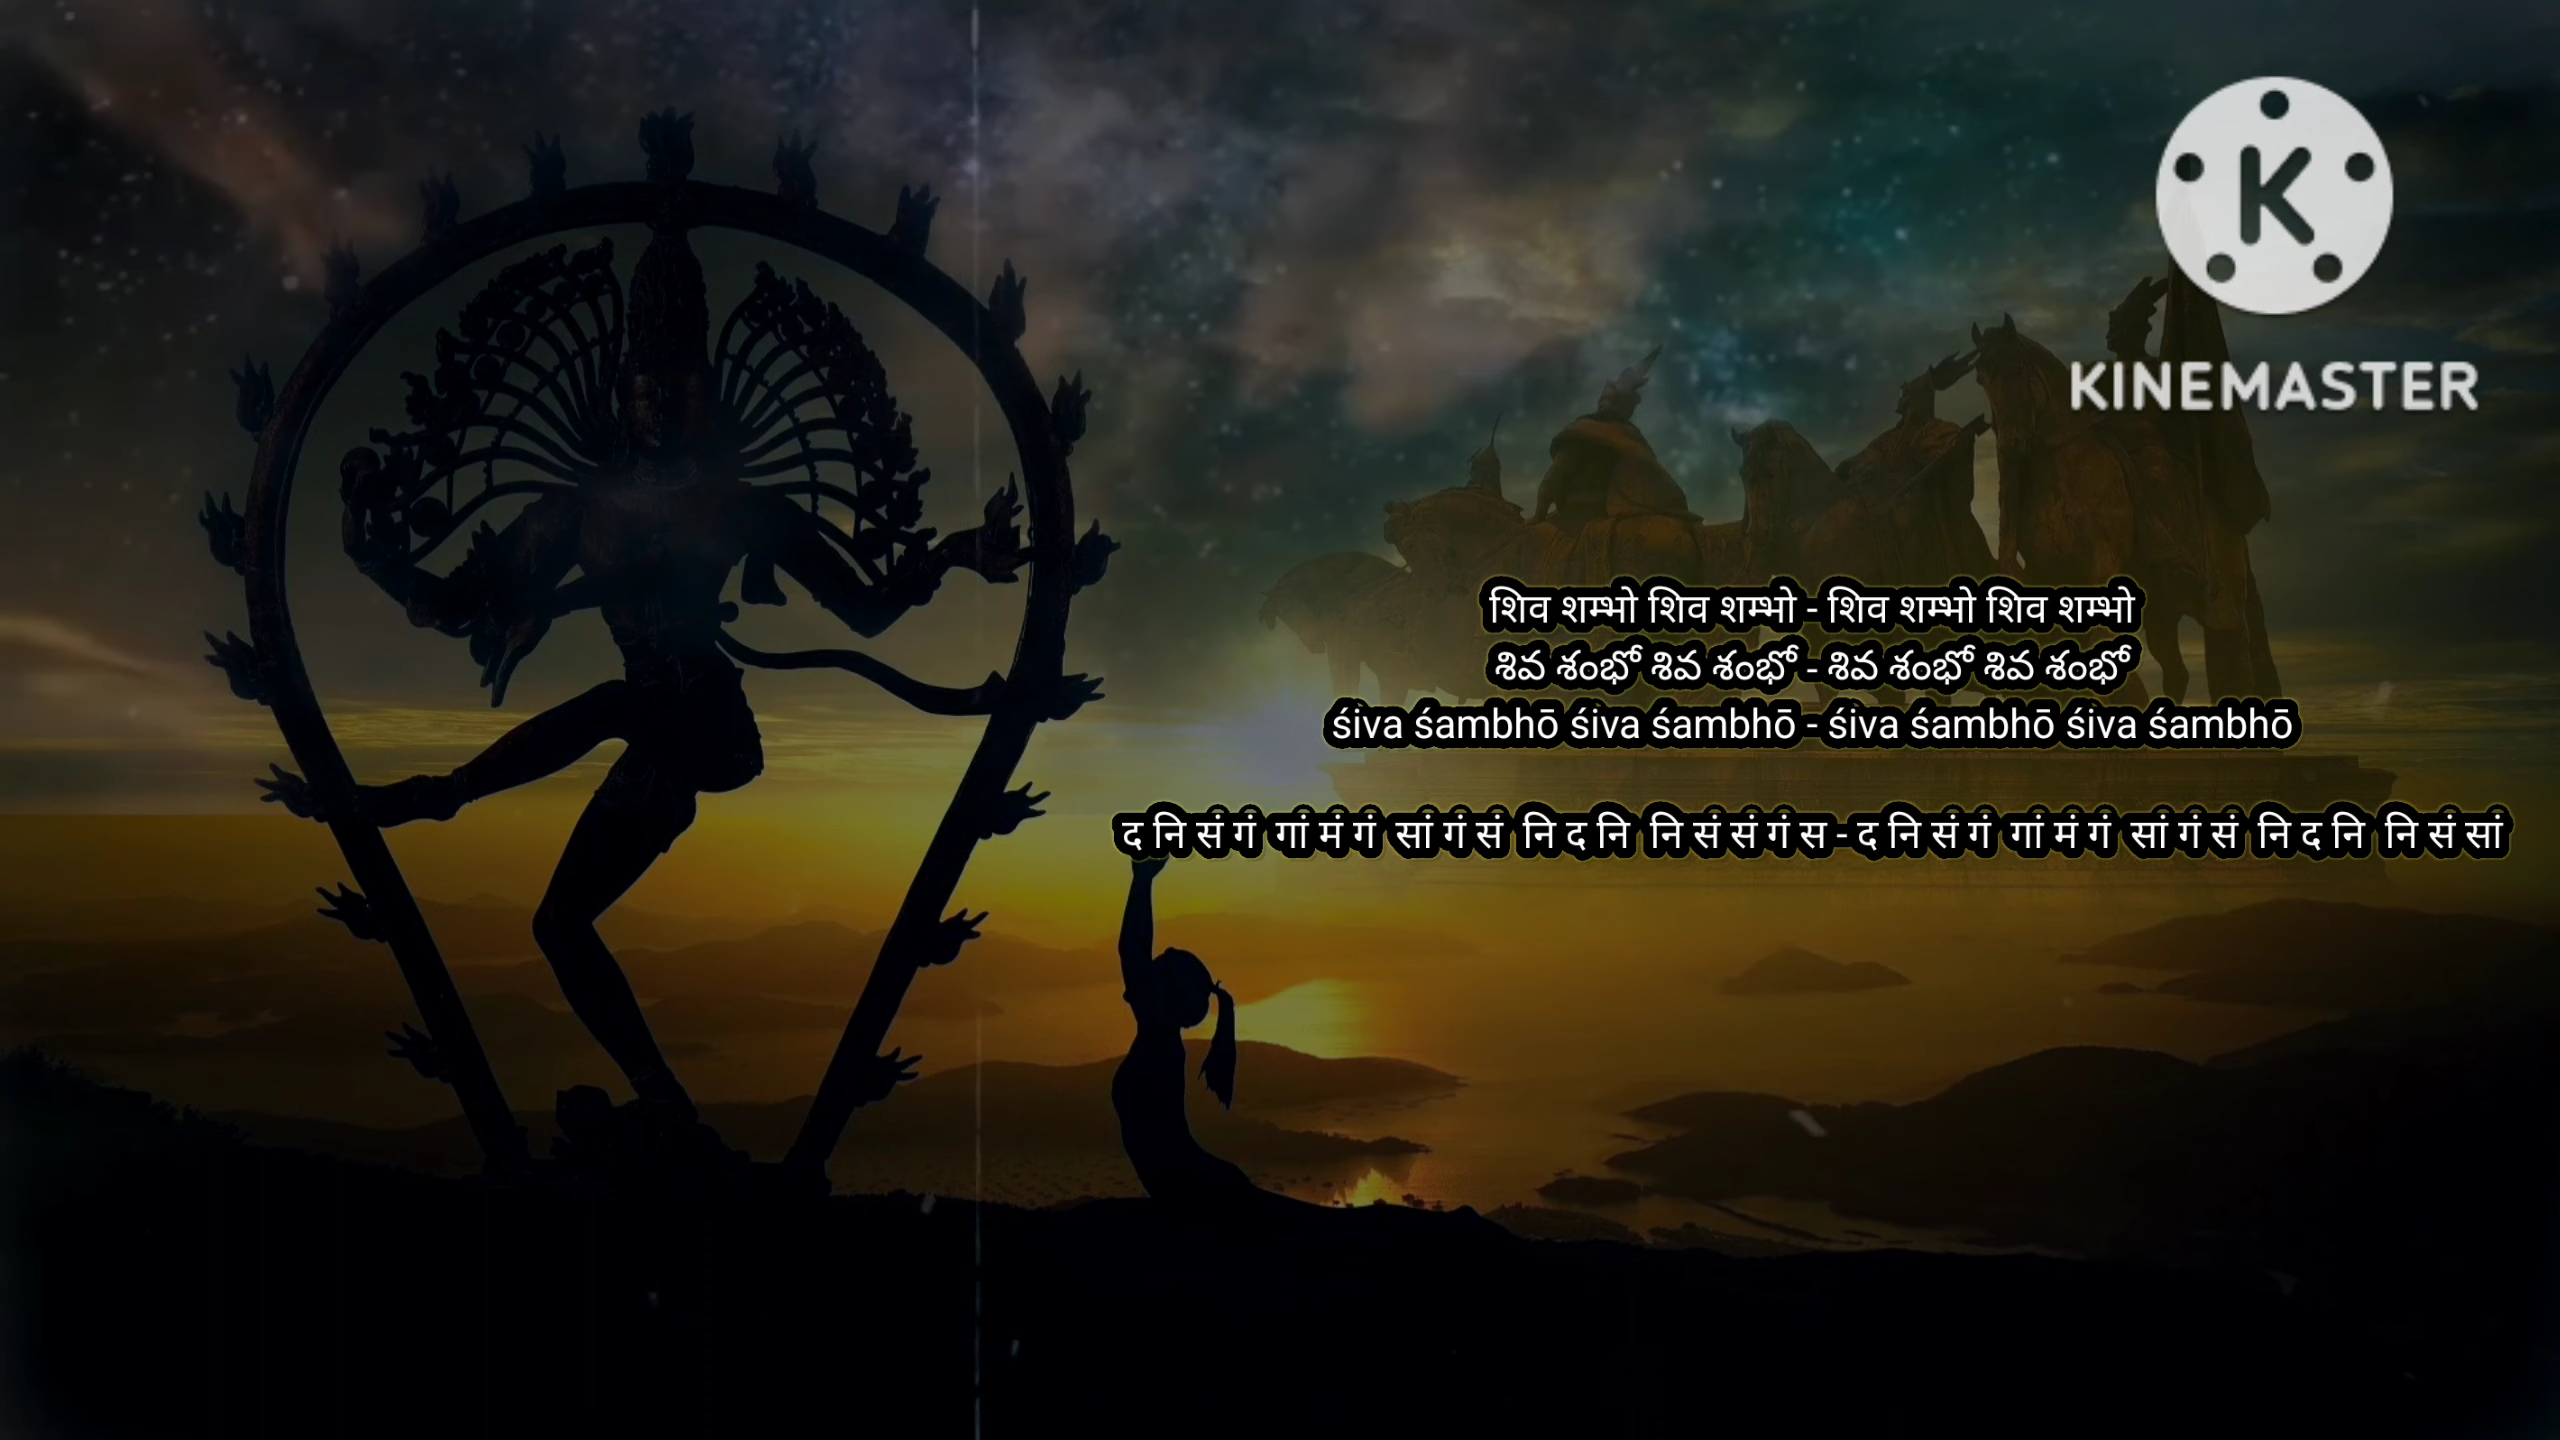 K
KINEMASTER
शिव शम्भो शिव शम्भो - शिव शम्भो शिव शम्भो
శివ శంభో శివ శంభో - శివ శంభో శివ శంభో
śiva śambhō śiva śambhō - śiva śambhō śiva śambhō
द नि सं गं गां मं गं सां गं सं नि द नि नि सं सं गं स - द नि सं गं गां मं गं सां गं सं नि द नि नि सं सां